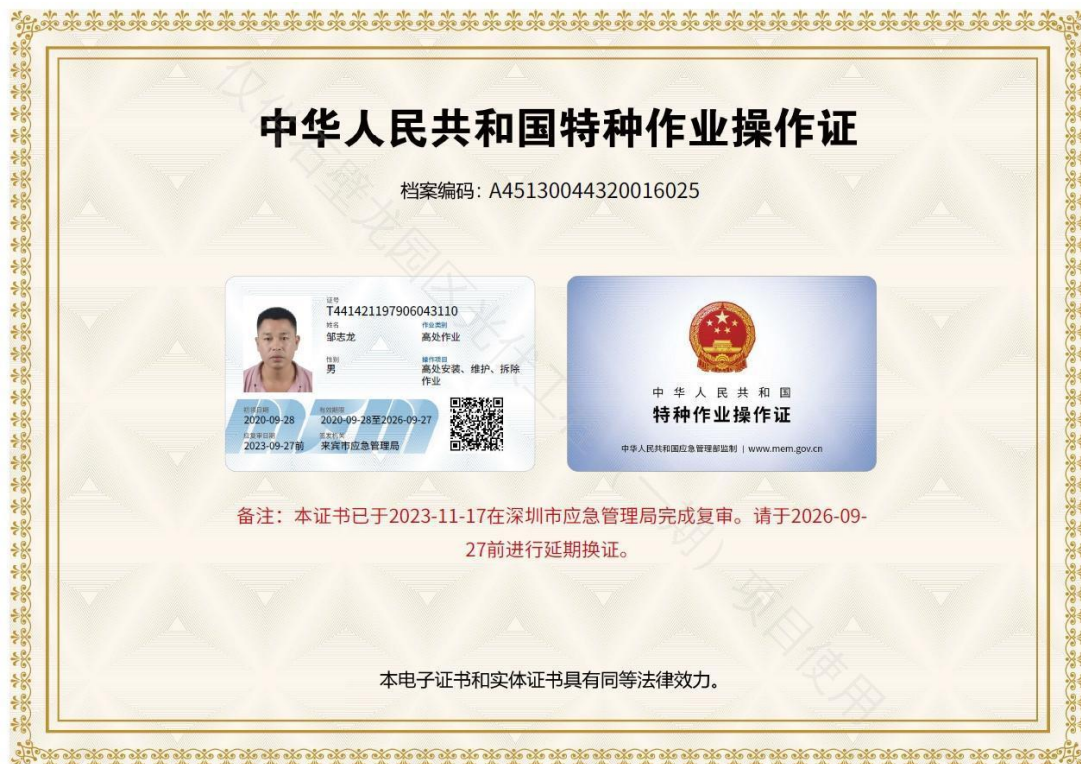 中华人民共和国特种作业操作证
档案编码：A45130044320016025
证号
T441421197906043110
姓名
邹志龙
作业类别
高处作业
性别
男
操作项目
高处安装、维护、拆除
作业
初领日期
2020-09-28
有效期限
2020-09-28至2026-09-27
应复审日期
2023-09-27前
签发机关
来宾市应急管理局
中华人民共和国
特种作业操作证
中华人民共和国应急管理部监制 | www.mem.gov.cn
备注：本证书已于2023-11-17在深圳市应急管理局完成复审。请于2026-09-
27前进行延期换证。
本电子证书和实体证书具有同等法律效力。